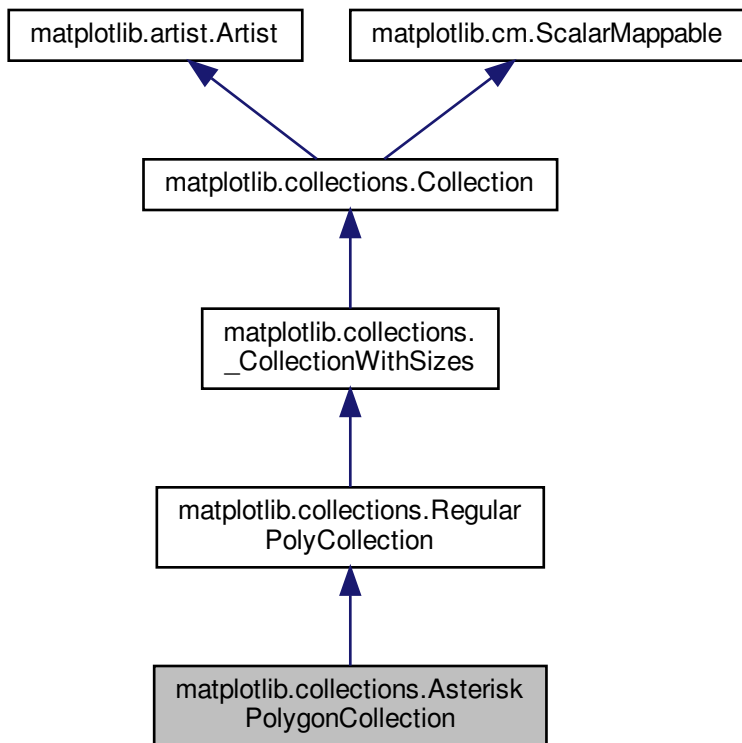 matplotlib.artist.Artist
matplotlib.cm.ScalarMappable
matplotlib.collections.Collection
matplotlib.collections.
_CollectionWithSizes
matplotlib.collections.Regular
PolyCollection
matplotlib.collections.Asterisk
PolygonCollection